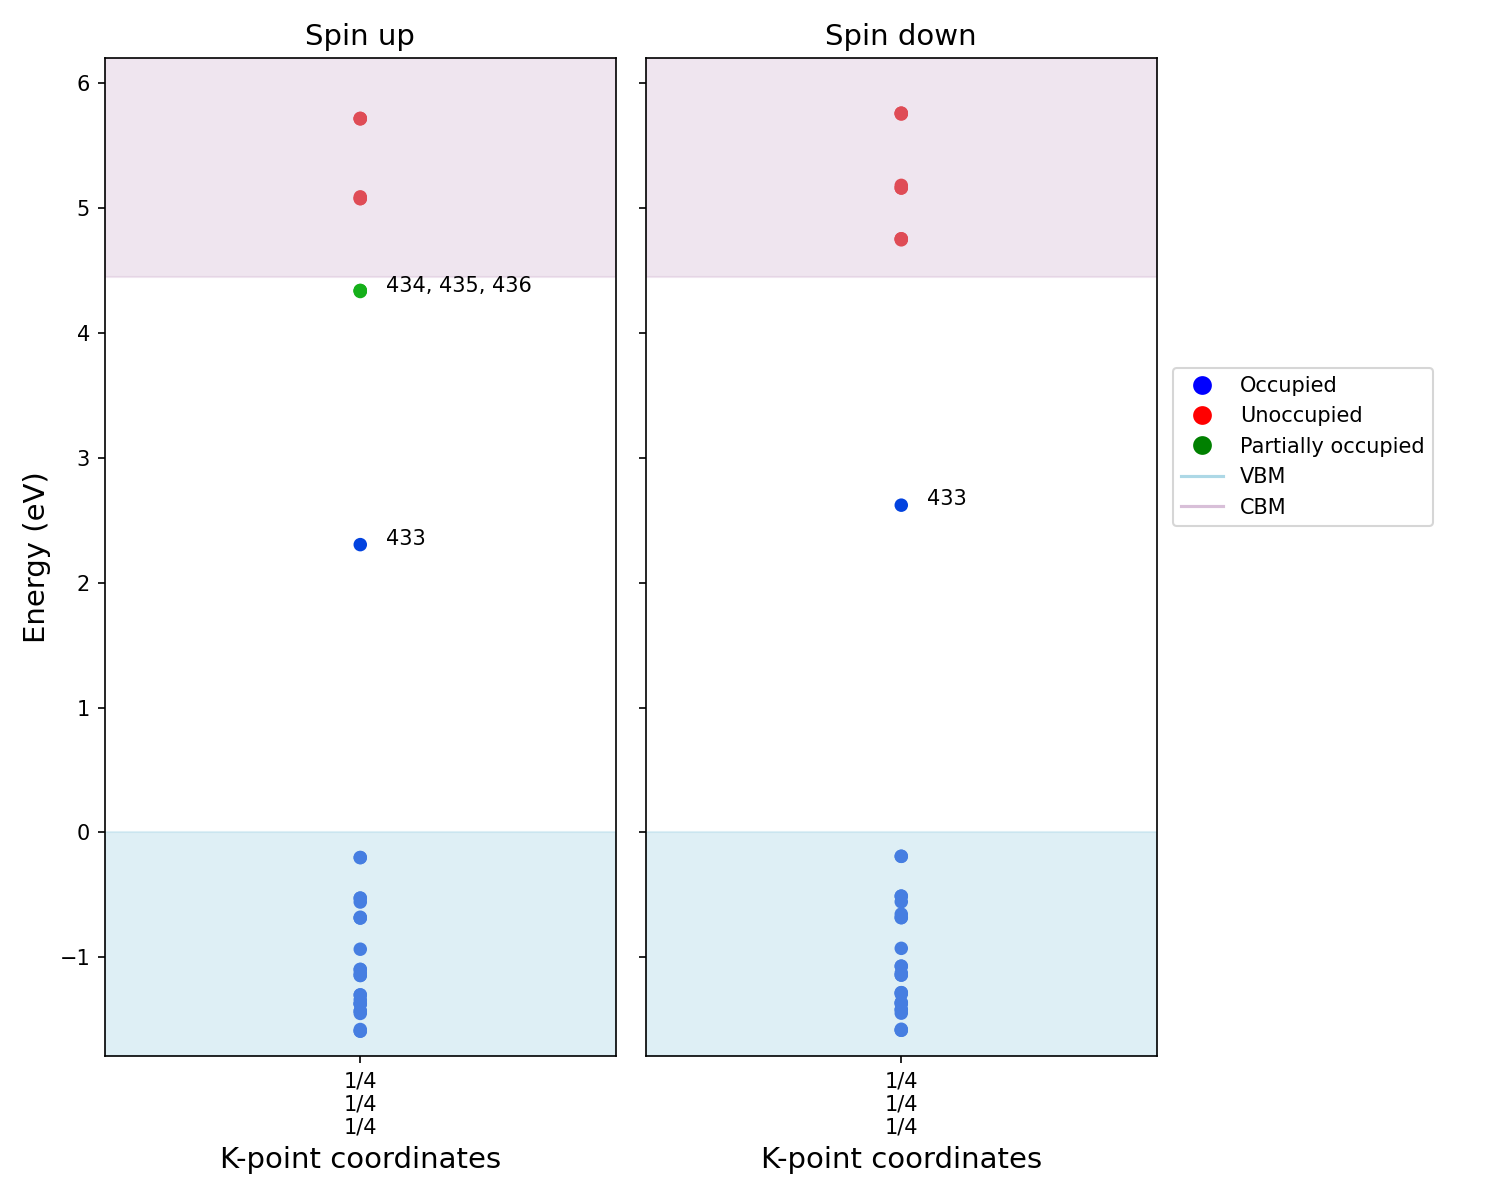 Spin up
Spin down
Energy (eV)
6
5
4
3
2
1
0
−1
434, 435, 436
433
433
1/4
1/4
1/4
1/4
1/4
1/4
K-point coordinates
K-point coordinates
Occupied
Unoccupied
Partially occupied
VBM
CBM